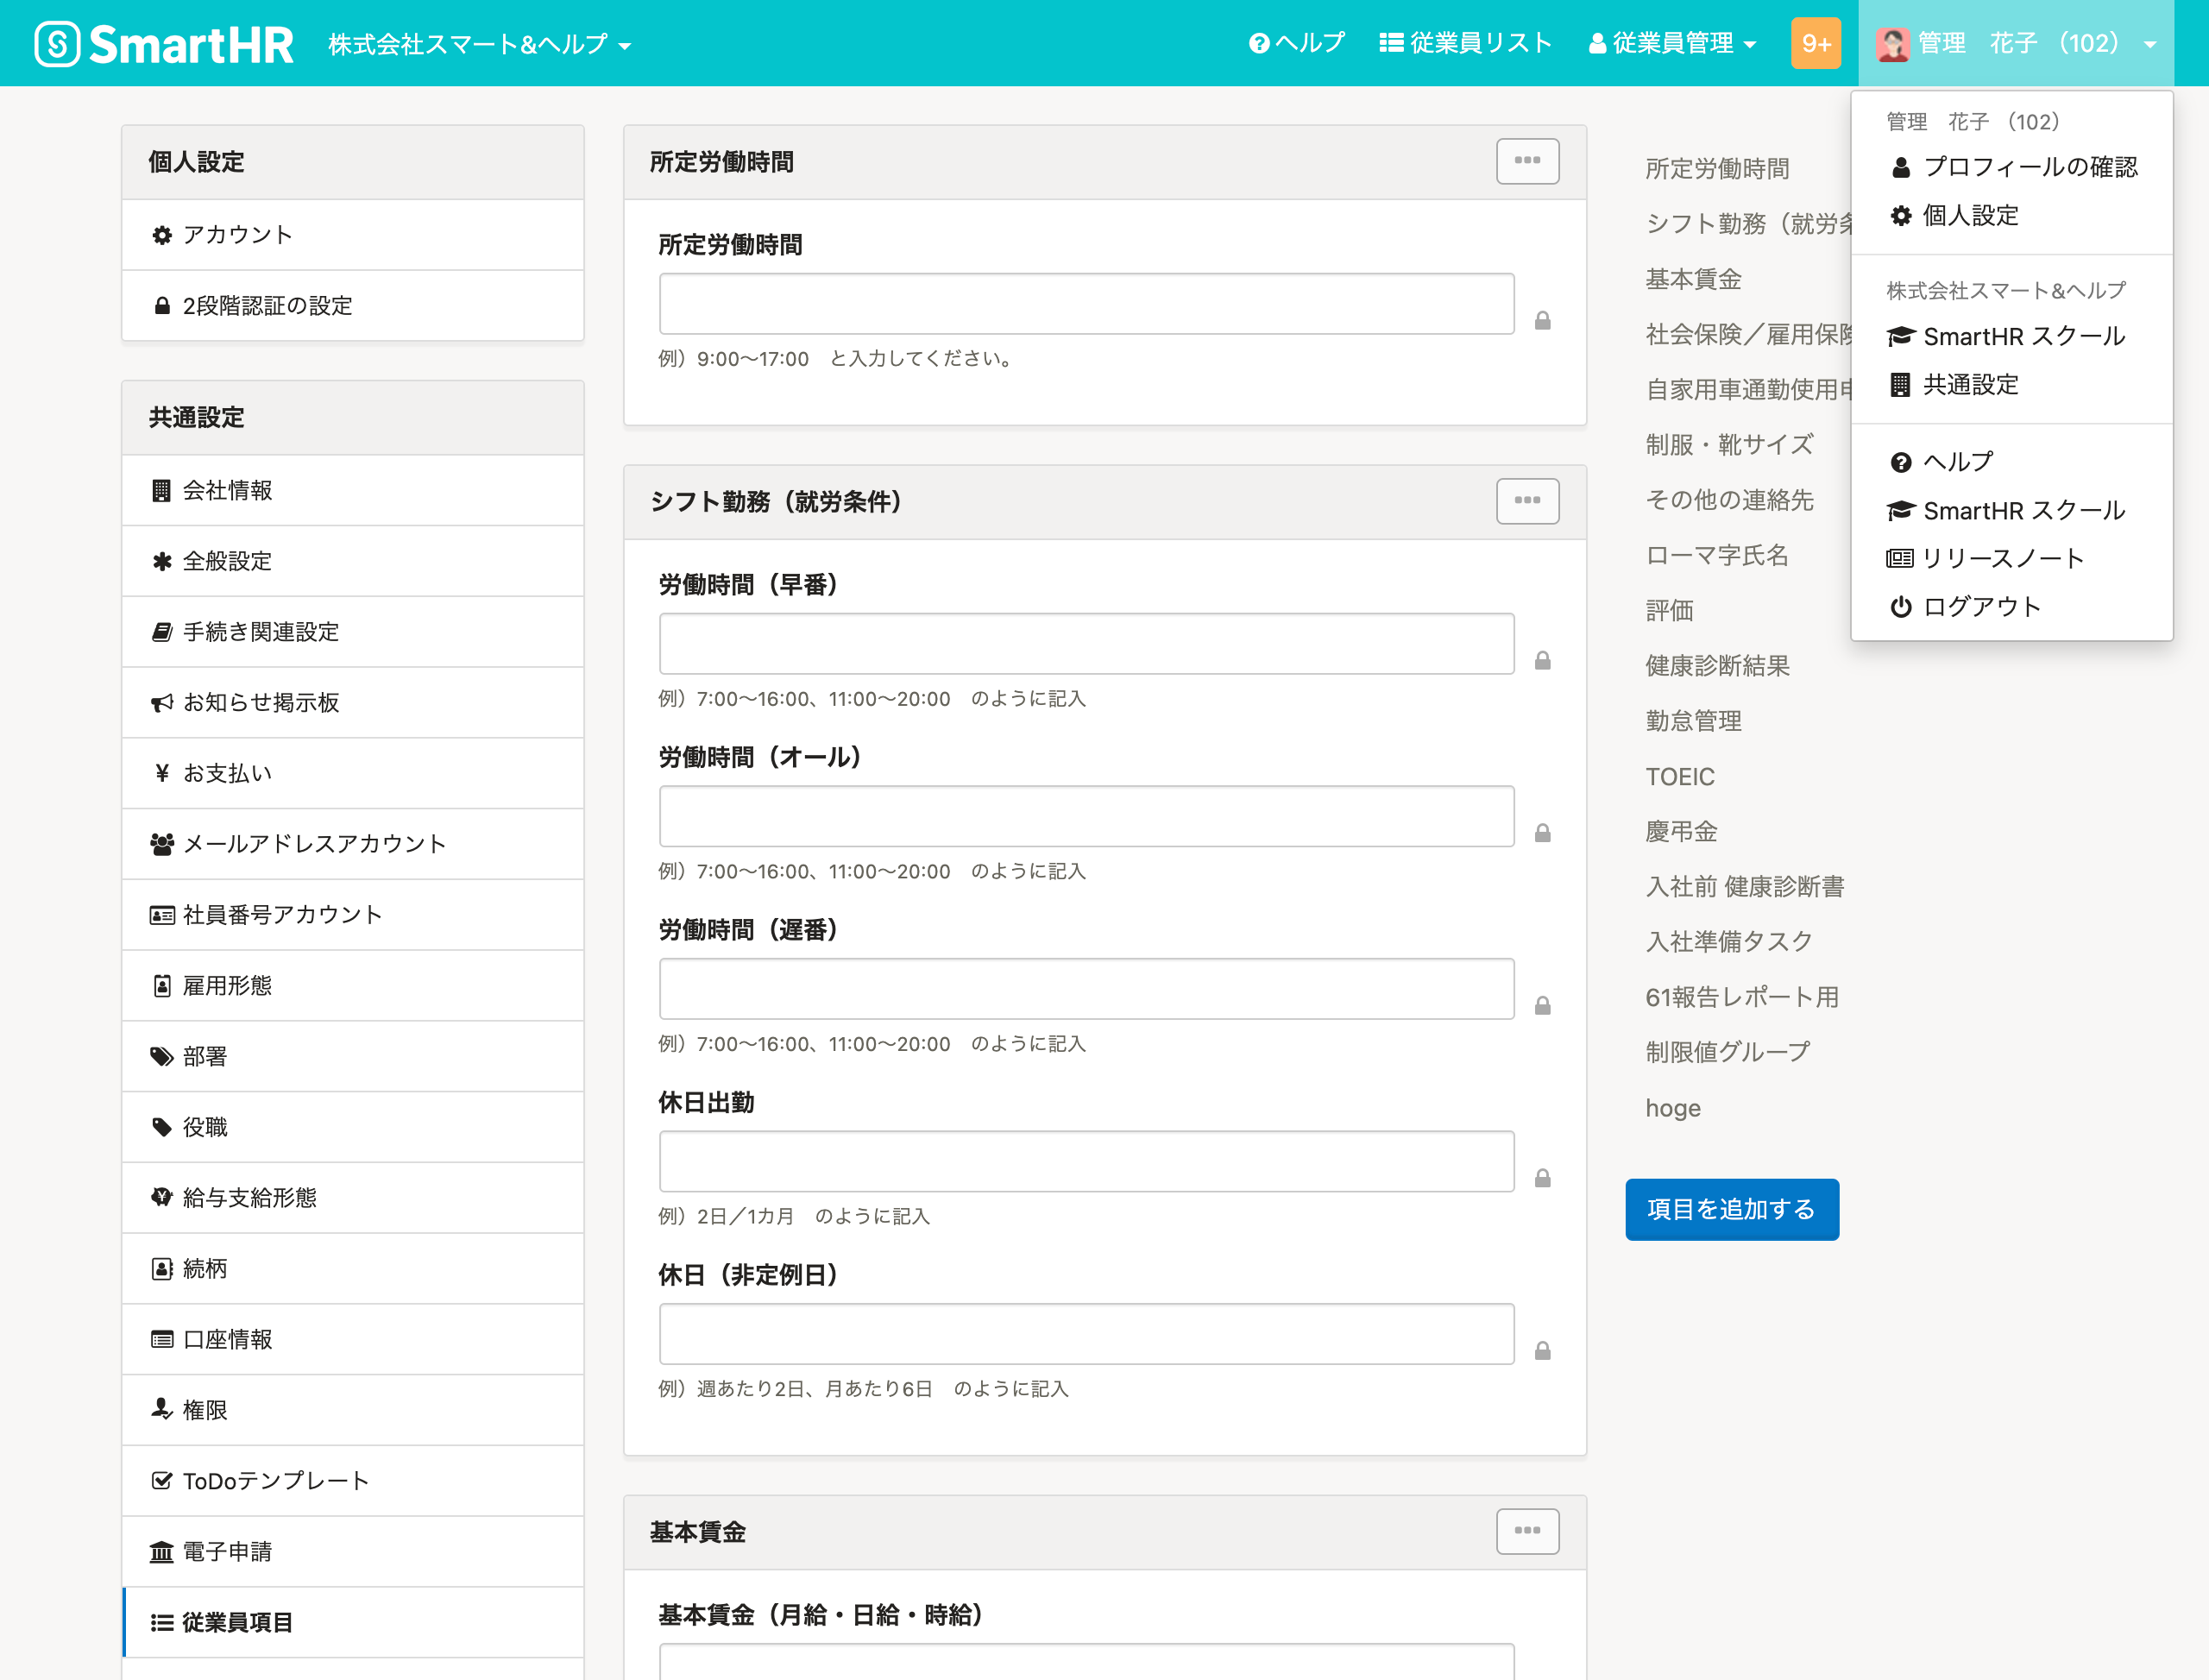 SmartHR 株式会社スマート&ヘルプ ヘルプ 従業員リスト 従業員管理 9+ 管理　花子 （102）
個人設定
アカウント
2段階認証の設定
共通設定
会社情報
全般設定
手続き関連設定
お知らせ掲示板
お支払い
メールアドレスアカウント
社員番号アカウント
雇用形態
部署
役職
給与支給形態
続柄
口座情報
権限
ToDoテンプレート
電子申請
従業員項目
所定労働時間
所定労働時間
例）9:00〜17:00　と入力してください。
シフト勤務（就労条件）
労働時間（早番）
例）7:00〜16:00、11:00〜20:00　のように記入
労働時間（オール）
例）7:00〜16:00、11:00〜20:00　のように記入
労働時間（遅番）
例）7:00〜16:00、11:00〜20:00　のように記入
休日出勤
例）2日／1カ月　のように記入
休日（非定例日）
例）週あたり2日、月あたり6日　のように記入
基本賃金
基本賃金（月給・日給・時給）
所定労働時間
シフト勤務（就労条
基本賃金
社会保険／雇用保険
自家用車通勤使用申
制服・靴サイズ
その他の連絡先
ローマ字氏名
評価
健康診断結果
勤怠管理
TOEIC
慶弔金
入社前 健康診断書
入社準備タスク
61報告レポート用
制限値グループ
hoge
項目を追加する
管理　花子 （102）
プロフィールの確認
個人設定
株式会社スマート&ヘルプ
SmartHR スクール
共通設定
ヘルプ
SmartHR スクール
リリースノート
ログアウト